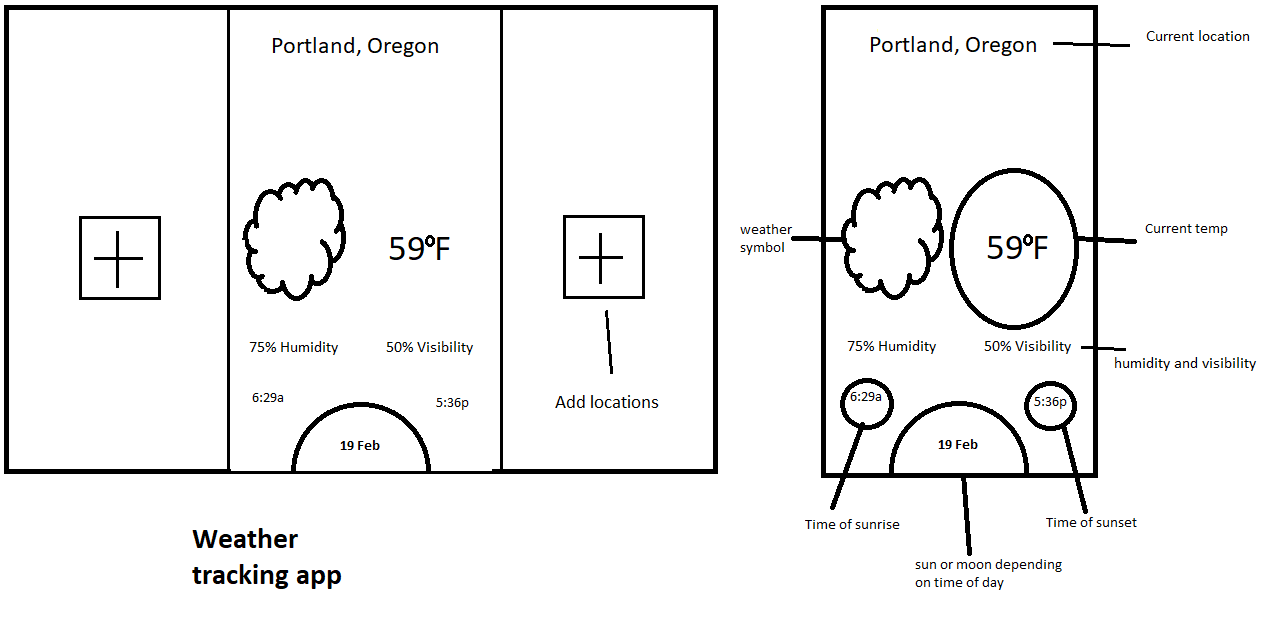 Portland, Oregon
59ºF
75% Humidity
50% Visibility
6:29a
5:36p
19 Feb
Add locations
Weather
tracking app
Portland, Oregon
Current location
weather
symbol
59ºF
Current temp
75% Humidity
50% Visibility
humidity and visibility
6:29a
5:36p
19 Feb
Time of sunrise
Time of sunset
sun or moon depending
on time of day